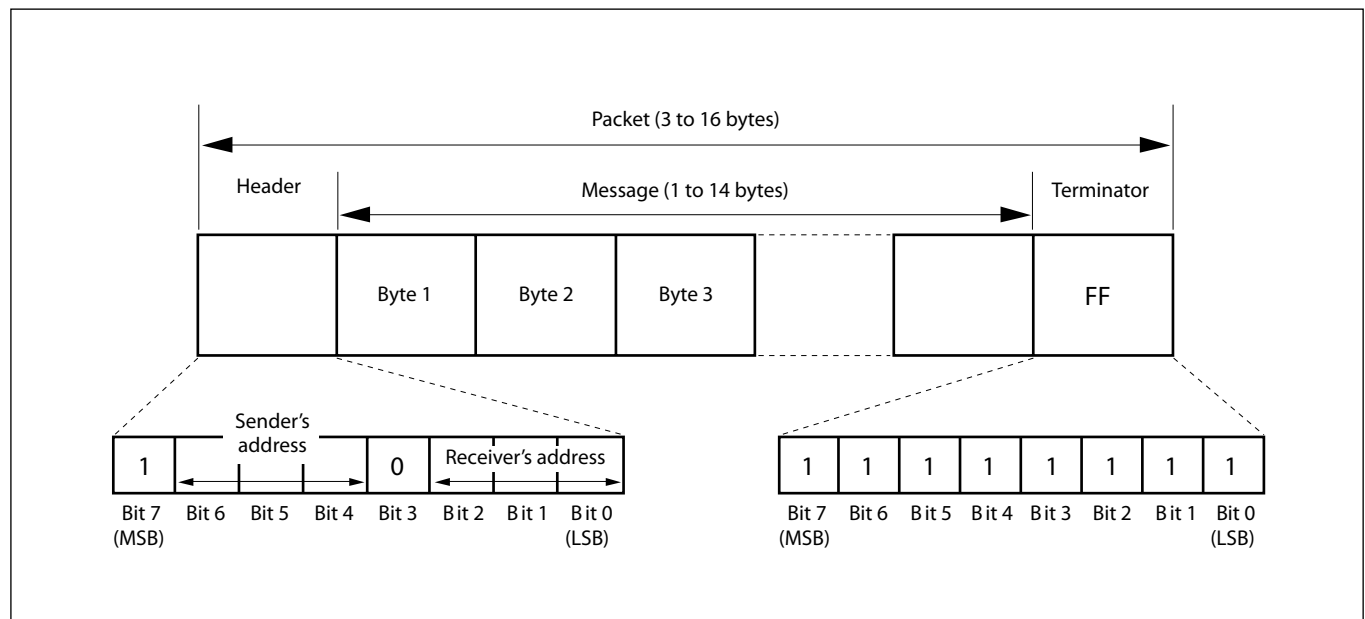 Packet (3 to 16 bytes)
Header
Message (1 to 14 bytes)
Terminator
Byte 1
Byte 2
Byte 3
FF
Sender's
address
1
0
Receiver's address
Bit 7 Bit 6 Bit 5 Bit 4 Bit 3 Bit 2 Bit 1 Bit 0
(MSB) (LSB)
1 1 1 1 1 1 1 1
Bit 7 Bit 6 Bit 5 Bit 4 Bit 3 Bit 2 Bit 1 Bit 0
(MSB) (LSB)